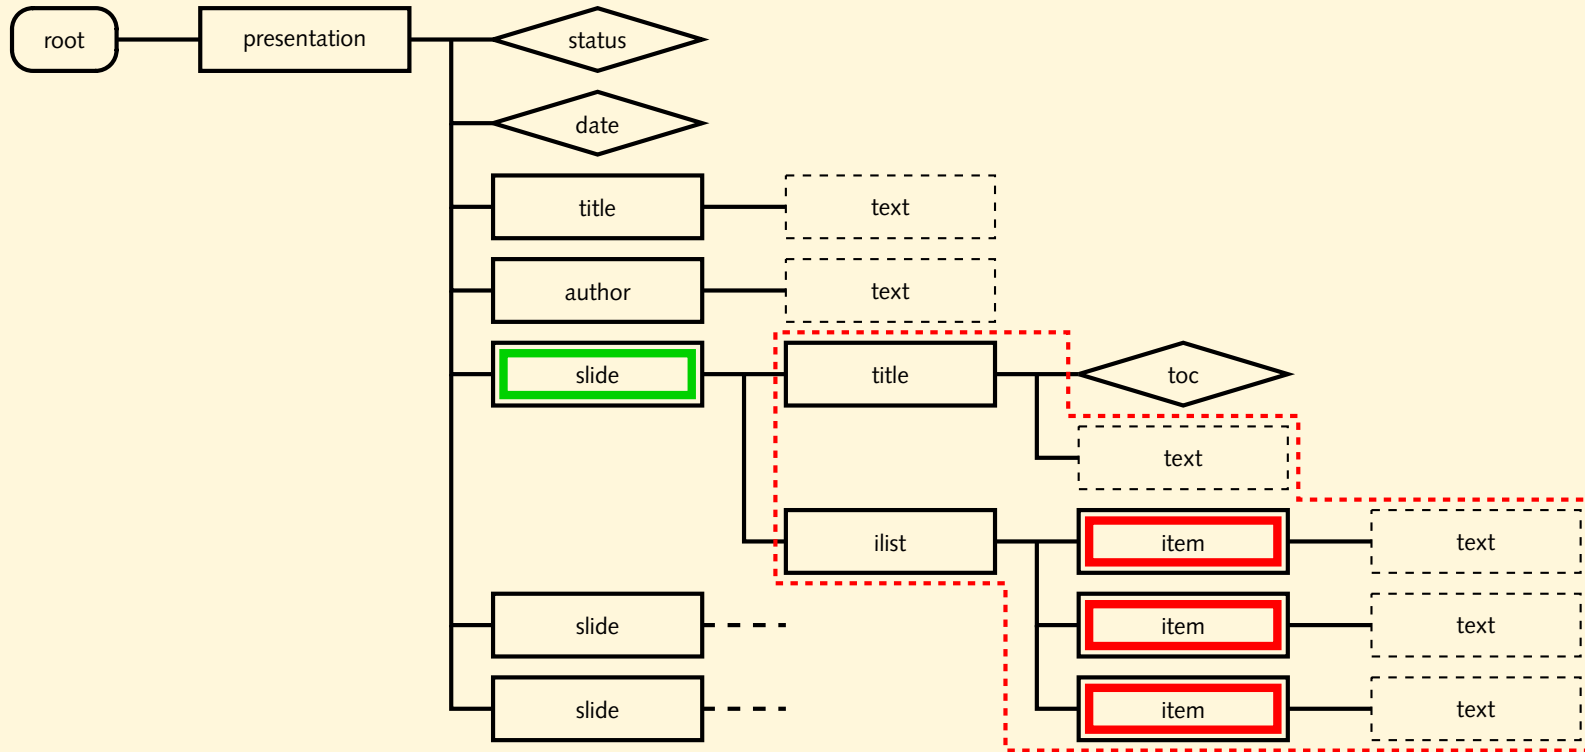 root
presentation
status
date
title
text
author
text
slide
title
toc
text
ilist
item
text
slide
item
text
slide
item
text